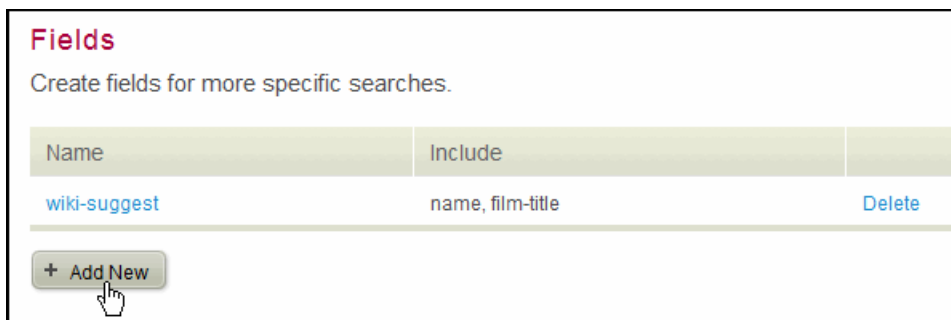 Fields
Create fields for more specific searches.
Name Include
wiki-suggest name, film-title Delete
+ Add New